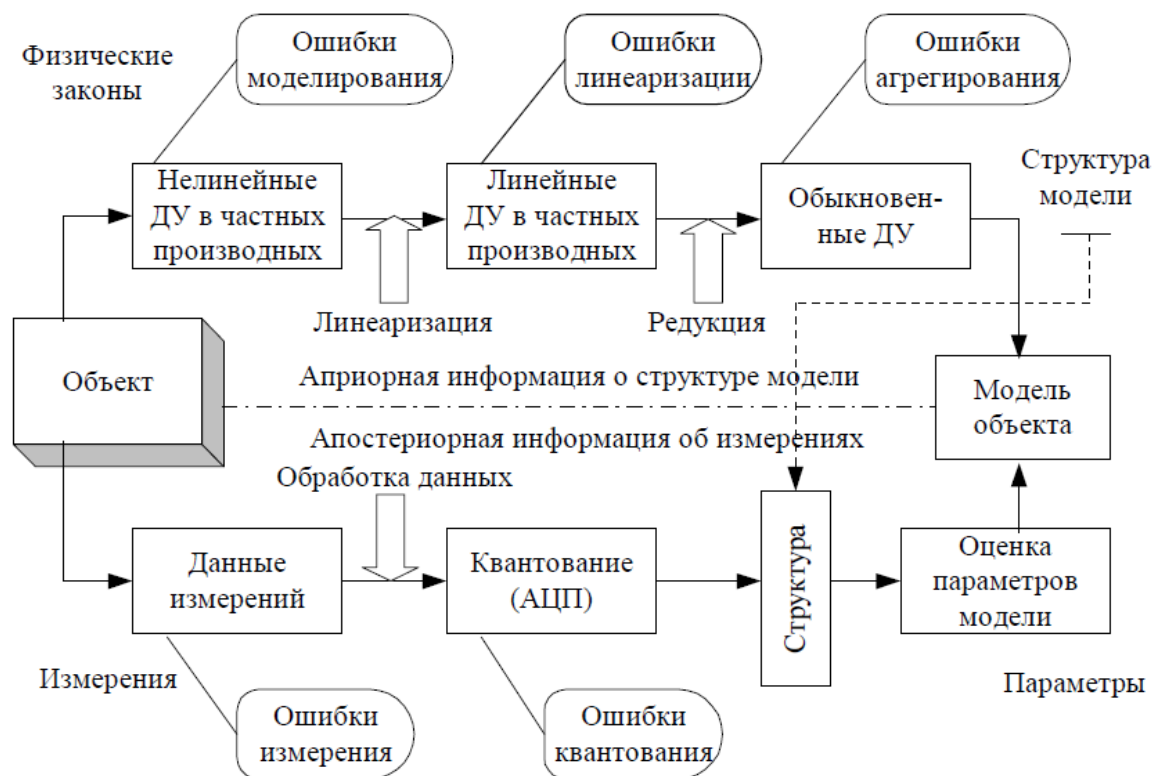 Ошибки
моделирования
Ошибки
линеаризации
Ошибки
агрегирования
Физические
законы
Структура
модели
Нелинейные
ДУ в частных
производных
Линейные
ДУ в частных
производных
Обыкновен-
ные ДУ
Линеаризация
Редукция
Объект
Априорная информация о структуре модели
Модель
объекта
Апостериорная информация об измерениях
Обработка данных
Данные
измерений
Квантование
(АЦП)
Структура
Оценка
параметров
модели
Измерения
Параметры
Ошибки
измерения
Ошибки
квантования